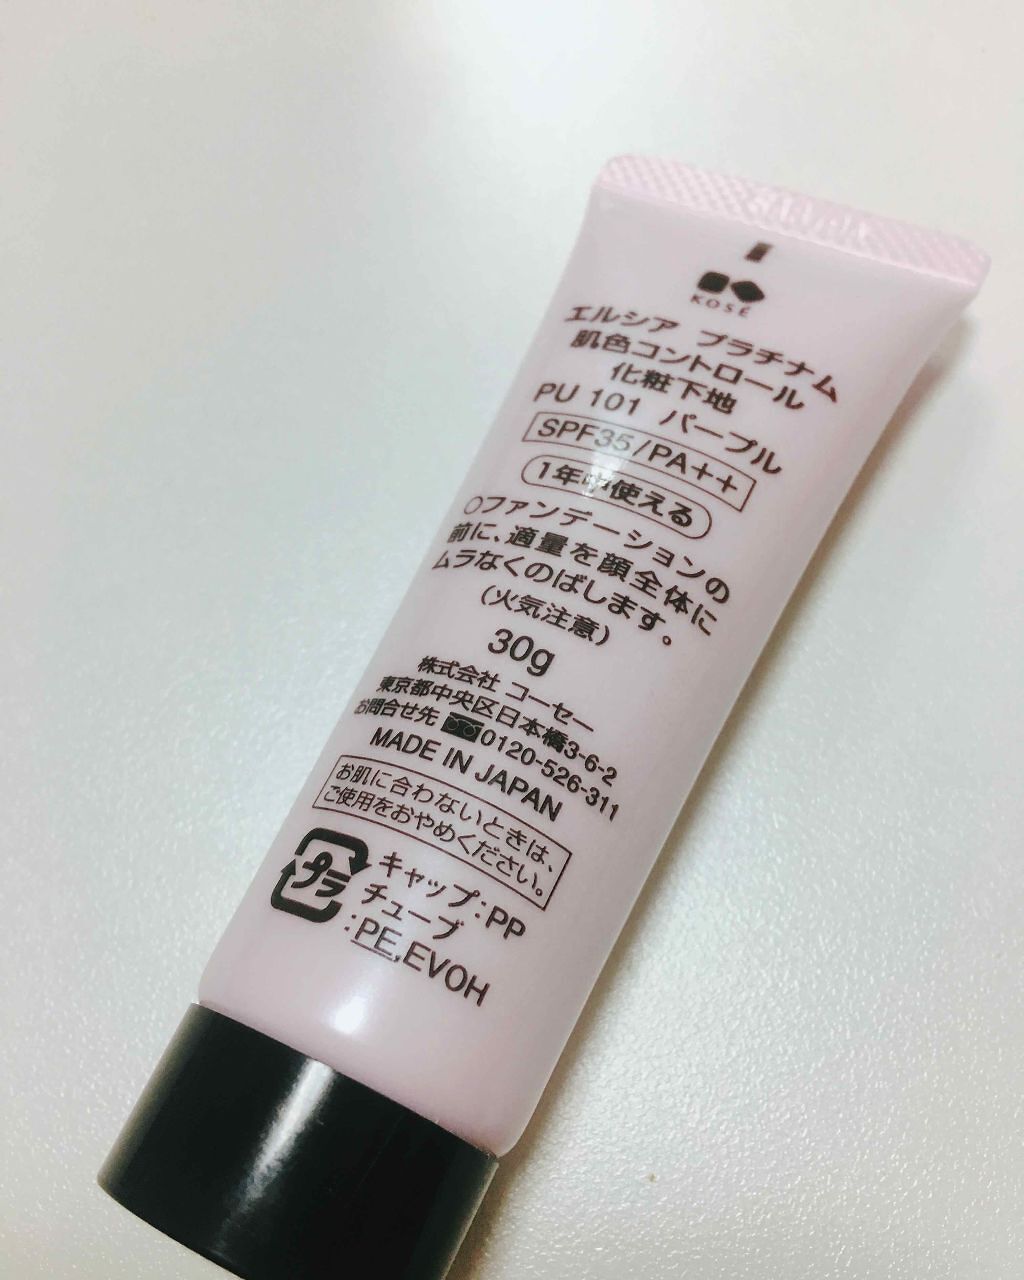 KOSÉ
エルシア プラチナム
肌色コントロール
化粧下地
PU 101 パープル
SPF35/PA++
1年中使える
○ファンデーションの
前に、適量を顔全体に
ムラなくのばします。
(火気注意)
30g
株式会社 コーセー
東京都中央区日本橋3-6-2
お問合せ先 0120-526-311
MADE IN JAPAN
お肌に合わないときは、
ご使用をおやめください。
プラ
キャップ:PP
チューブ
:PE,EVOH